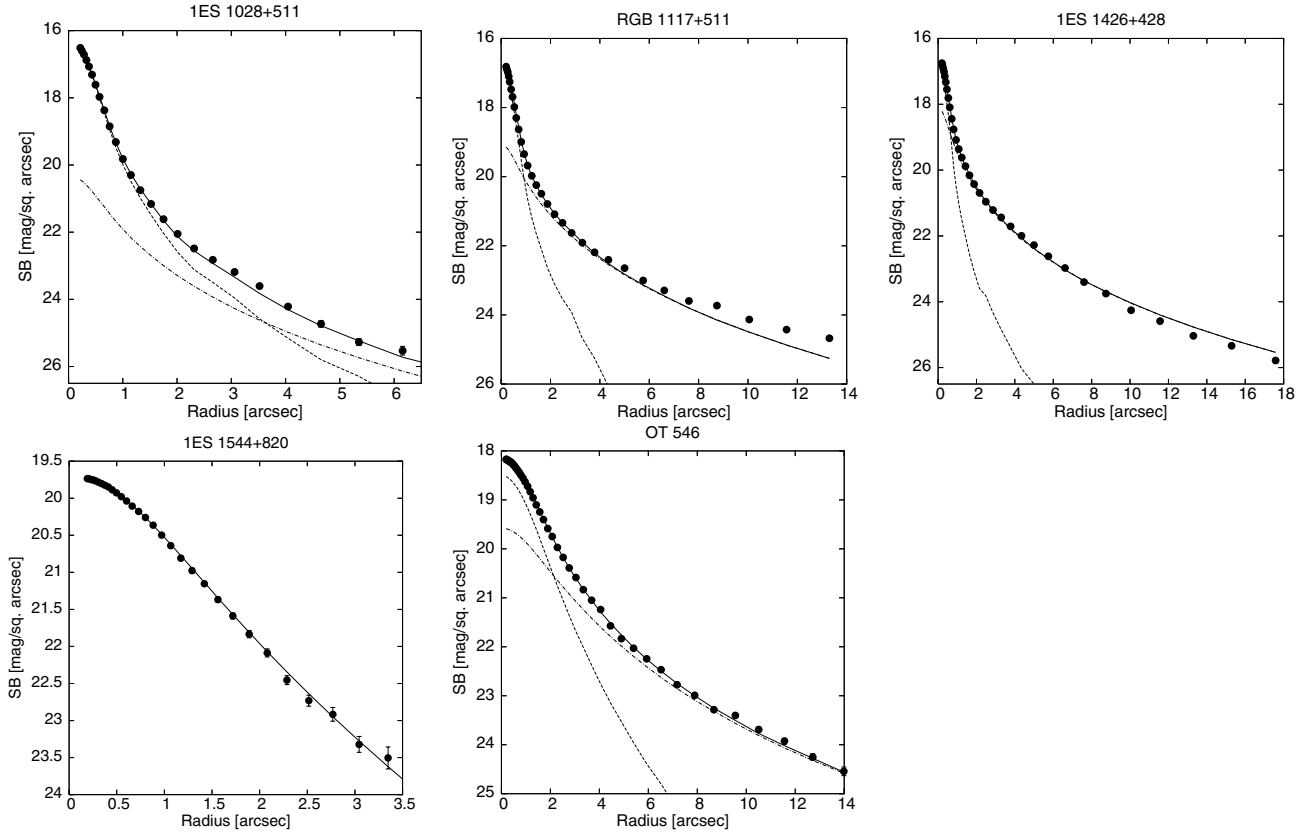 1ES 1028+511
SB [mag/sq. arcsec]
16
18
20
22
24
26
0 1 2 3 4 5 6
Radius [arcsec]
RGB 1117+511
SB [mag/sq. arcsec]
16
18
20
22
24
26
0 2 4 6 8 10 12 14
Radius [arcsec]
1ES 1426+428
SB [mag/sq. arcsec]
16
18
20
22
24
26
0 2 4 6 8 10 12 14 16 18
Radius [arcsec]
1ES 1544+820
SB [mag/sq. arcsec]
19.5
20
20.5
21
21.5
22
22.5
23
23.5
24
0 0.5 1 1.5 2 2.5 3 3.5
Radius [arcsec]
OT 546
SB [mag/sq. arcsec]
18
19
20
21
22
23
24
25
0 2 4 6 8 10 12 14
Radius [arcsec]